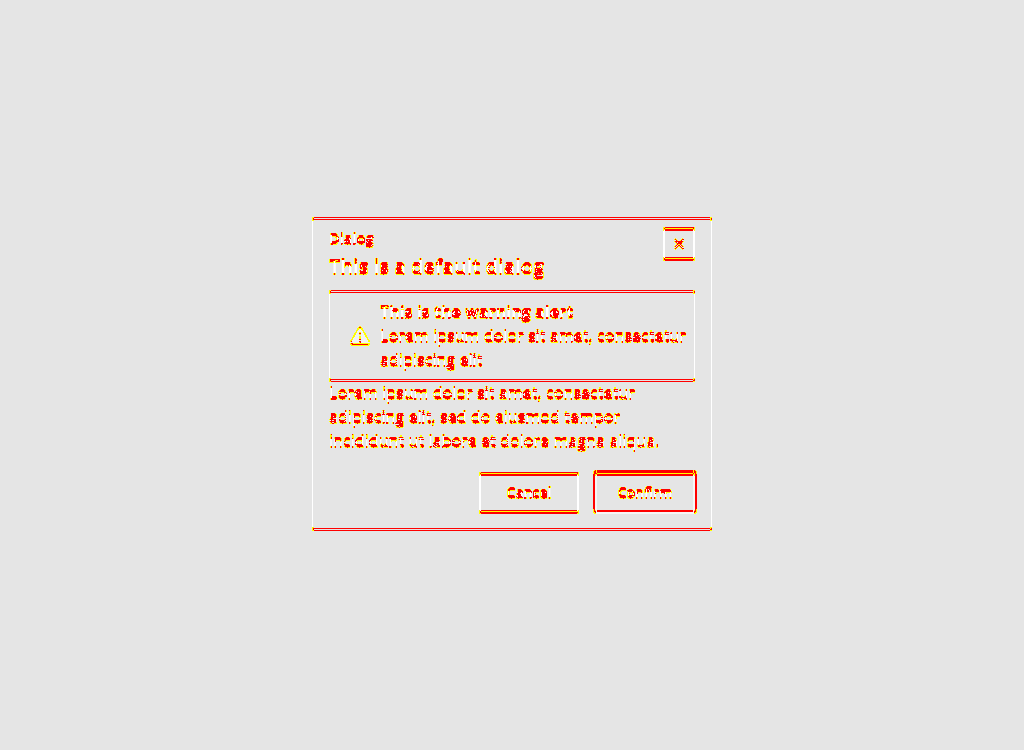 Dialog
This is a default dialog
This is the warning alert
Lorem ipsum dolor sit amet, consectetur
adipiscing elit
Lorem ipsum dolor sit amet, consectetur
adipiscing elit, sed do eiusmod tempor
incididunt ut labore et dolore magna aliqua.
Cancel
Confirm